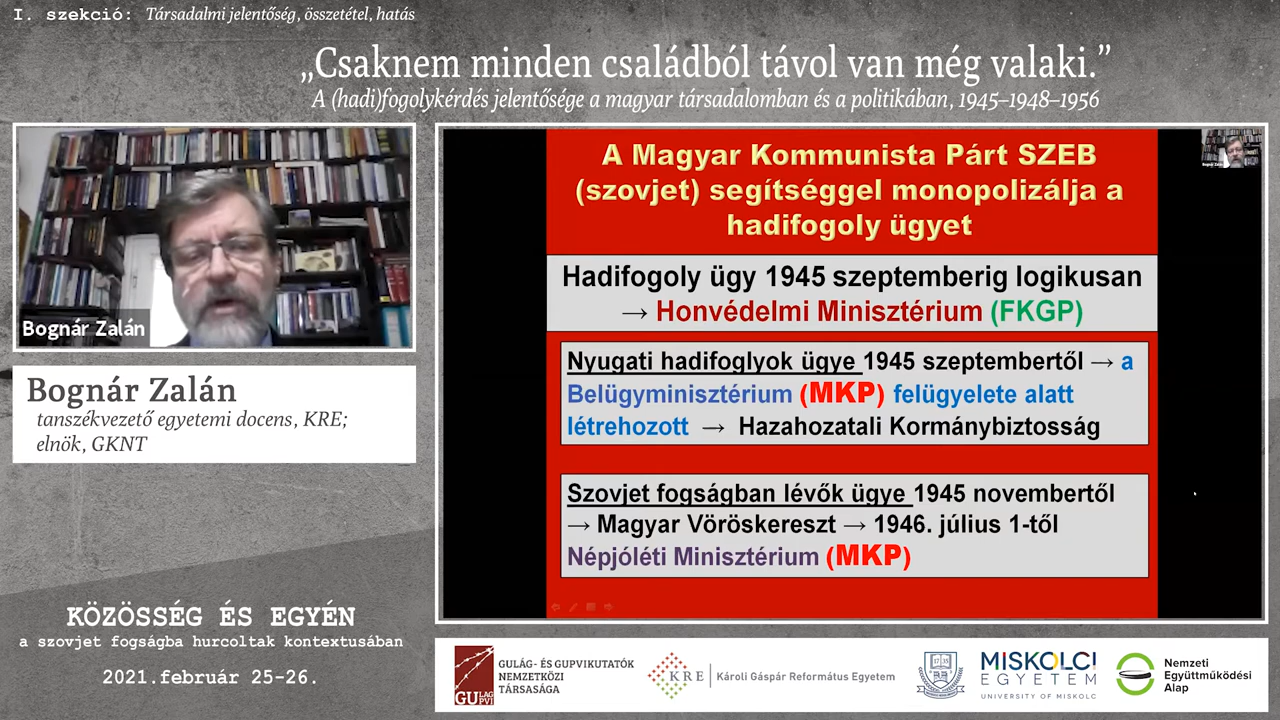 I. szekció: Társadalmi jelentőség, összetétel, hatás
„Csaknem minden családból távol van még valaki.”
A (hadi)fogolykérdés jelentősége a magyar társadalomban és a politikában, 1945–1948–1956
Bognár Zalán
Bognár Zalán
tanszékvezető egyetemi docens, KRE;
elnök, GKNT
KÖZÖSSÉG ÉS EGYÉN
a szovjet fogságba hurcoltak kontextusában
2021.február 25-26.
A Magyar Kommunista Párt SZEB
(szovjet) segítséggel monopolizálja a
hadifogoly ügyet
Hadifogoly ügy 1945 szeptemberig logikusan
→ Honvédelmi Minisztérium (FKGP)
Nyugati hadifoglyok ügye 1945 szeptembertől → a
Belügyminisztérium (MKP) felügyelete alatt
létrehozott → Hazahozatali Kormánybiztosság
Szovjet fogságban lévők ügye 1945 novembertől
→ Magyar Vöröskereszt → 1946. július 1-től
Népjóléti Minisztérium (MKP)
GULÁG
PVI
GULÁG- ÉS GUPVIKUTATÓK
NEMZETKÖZI
TÁRSASÁGA
KRE
Károli Gáspár Református Egyetem
MISKOLCI
EGYETEM
UNIVERSITY OF MISKOLC
Nemzeti
Együttműködési
Alap